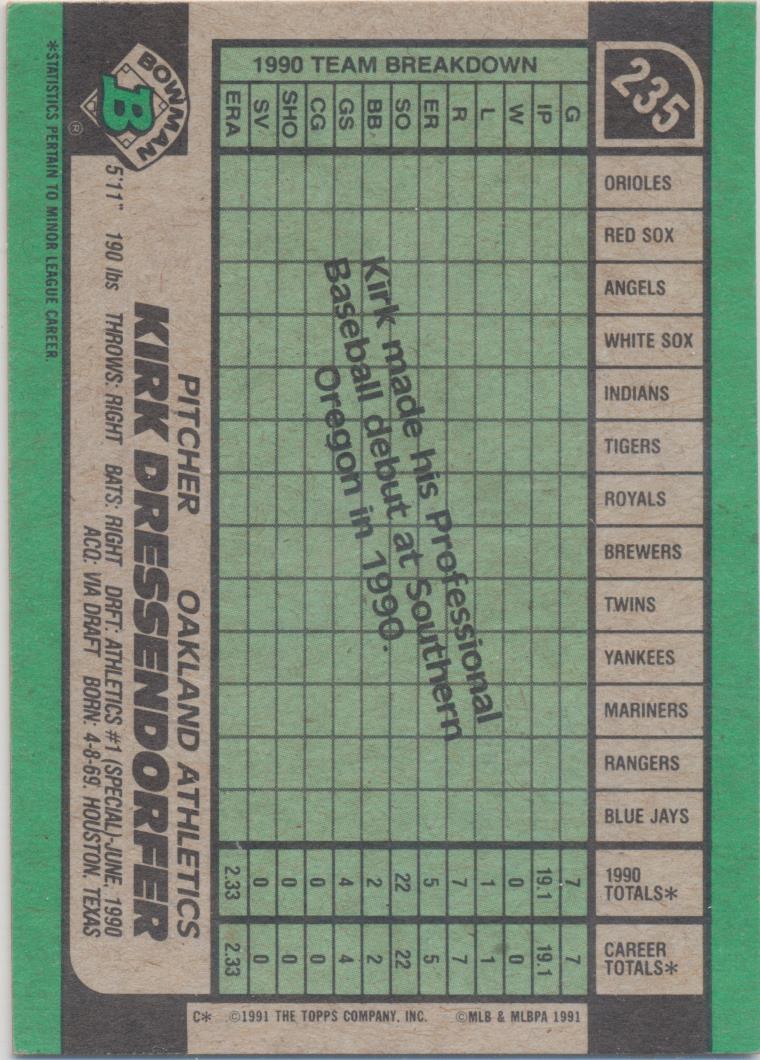 235
1990 TEAM BREAKDOWN
G IP W L R ER SO BB GS CG SHO SV ERA
ORIOLES
RED SOX
ANGELS
WHITE SOX
INDIANS
TIGERS
ROYALS
BREWERS
TWINS
YANKEES
MARINERS
RANGERS
BLUE JAYS
Kirk made his Professional
Baseball debut at Southern
Oregon in 1990.
1990
TOTALS*
7 19.1 0 1 7 5 22 2 4 0 0 0 2.33
CAREER
TOTALS*
7 19.1 0 1 7 5 22 2 4 0 0 0 2.33
PITCHER OAKLAND ATHLETICS
KIRK DRESSENDORFER
5'11" 190 lbs THROWS: RIGHT BATS: RIGHT DRFT: ATHLETICS #1 (SPECIAL)-JUNE, 1990
ACQ: VIA DRAFT BORN: 4-8-69, HOUSTON, TEXAS
BOWMAN
B
®
*STATISTICS PERTAIN TO MINOR LEAGUE CAREER.
C* ©1991 THE TOPPS COMPANY, INC. ©MLB & MLBPA 1991